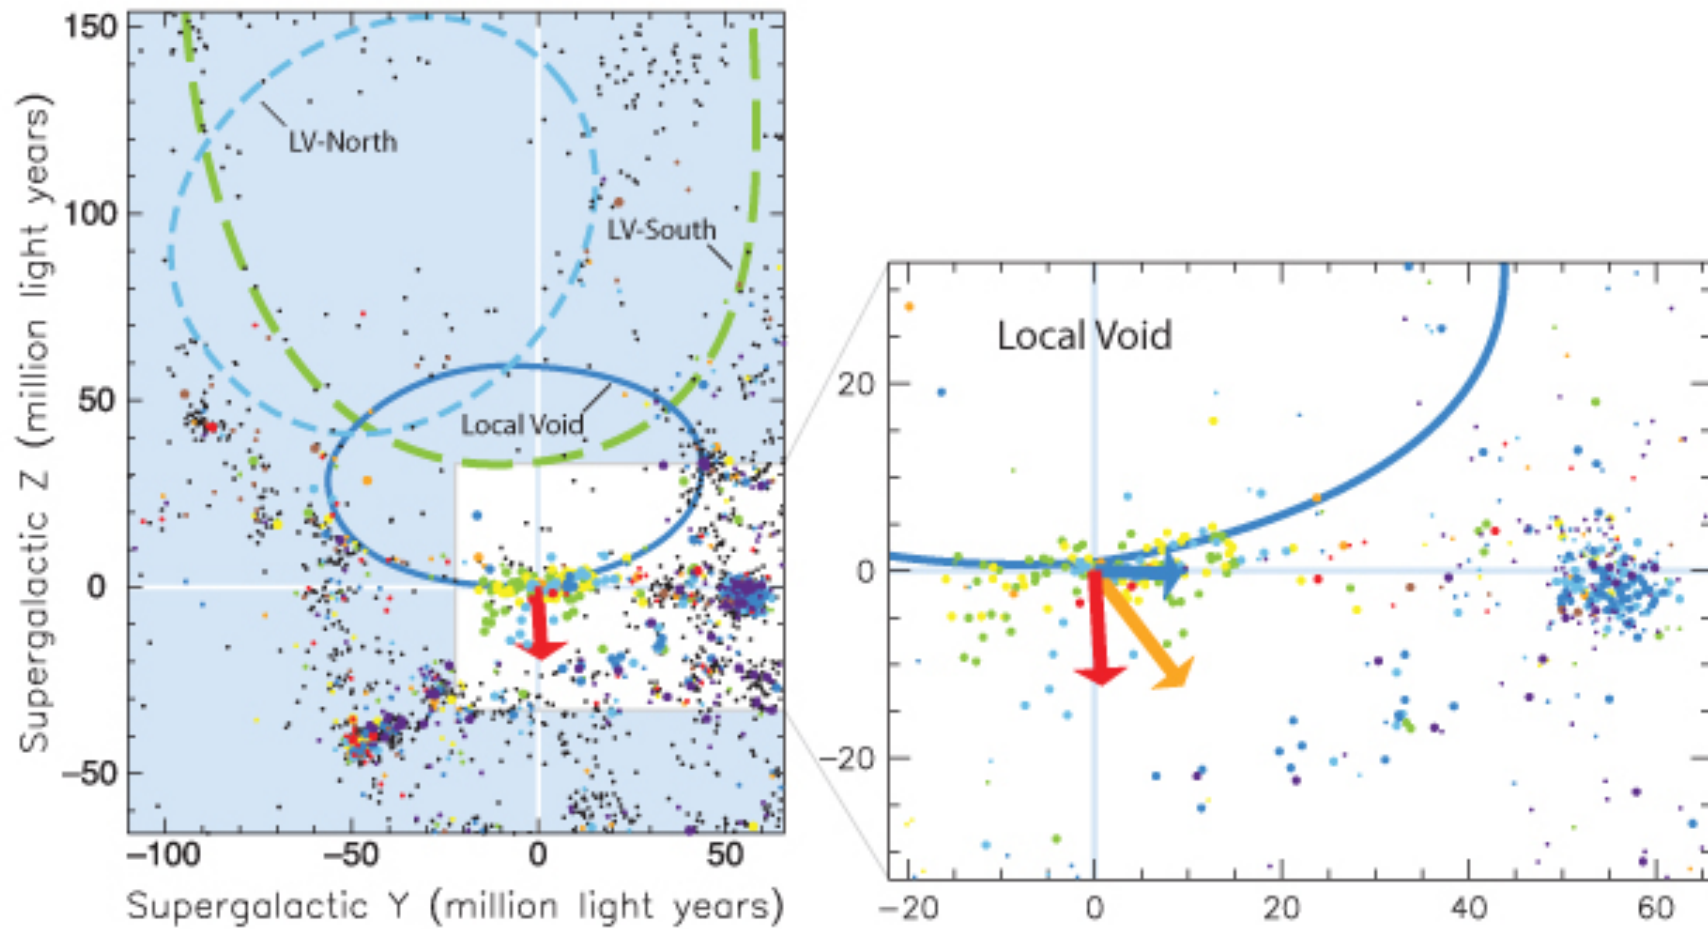 150
100
50
0
−50
Supergalactic Z (million light years)
LV-North
LV-South
Local Void
−100
−50
0
50
Supergalactic Y (million light years)
Local Void
20
0
−20
−20
0
20
40
60